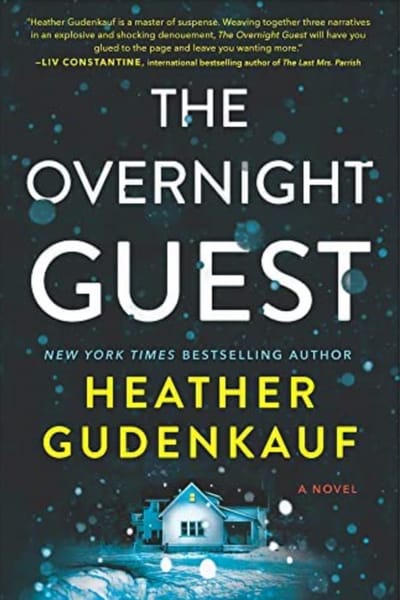 "Heather Gudenkauf is a master of suspense. Weaving together three narratives
in an explosive and shocking denouement, The Overnight Guest will have you
glued to the page and leave you wanting more."
–LIV CONSTANTINE, international bestselling author of The Last Mrs. Parrish
THE
OVERNIGHT
GUEST
NEW YORK TIMES BESTSELLING AUTHOR
HEATHER
GUDENKAUF
A NOVEL